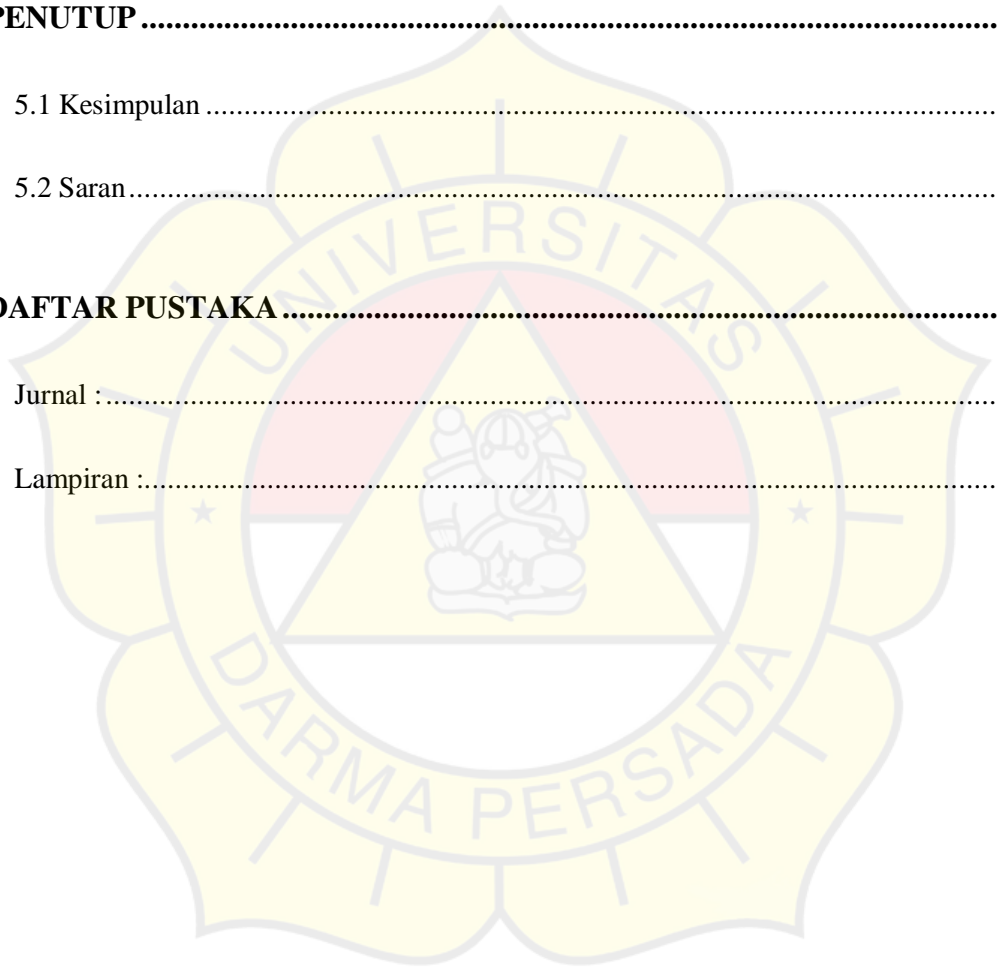 PENUTUP ................................................................................................................
5.1 Kesimpulan .......................................................................................................
5.2 Saran .................................................................................................................
DAFTAR PUSTAKA ..............................................................................................
Jurnal : ....................................................................................................................
Lampiran : ...............................................................................................................
UNIVERSITAS
DARMA PERSADA